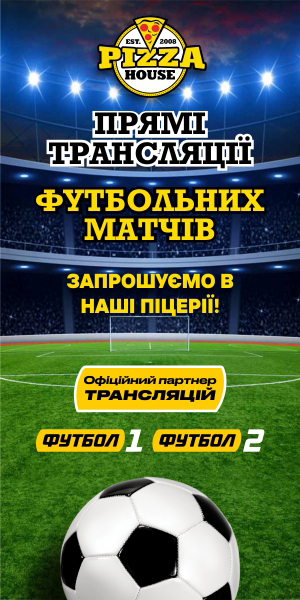 EST. 2008
PIZZA
HOUSE
ПРЯМІ
ТРАНСЛЯЦІЇ
ФУТБОЛЬНИХ
МАТЧІВ
ЗАПРОШУЄМО В
НАШІ ПІЦЕРІЇ!
Офіційний партнер
ТРАНСЛЯЦІЙ
ФУТБОЛ 1 ФУТБОЛ 2